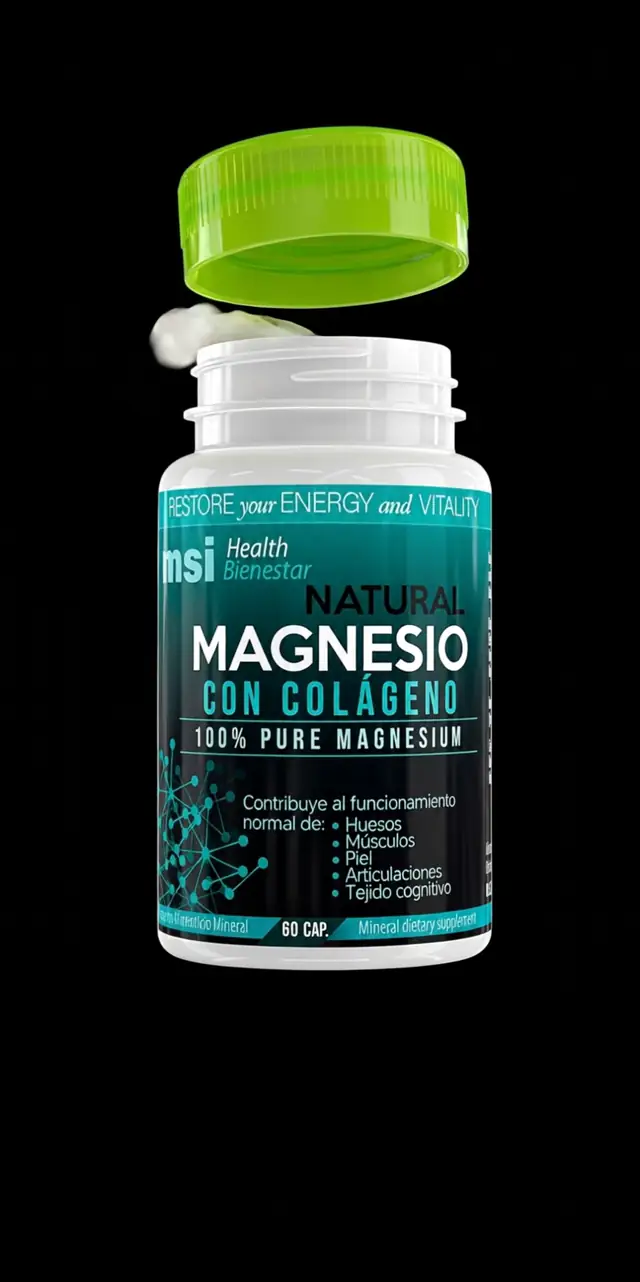 RESTORE your ENERGY and VITALITY
msi Health
Bienestar
NATURAL
MAGNESIO
CON COLÁGENO
100% PURE MAGNESIUM
Contribuye al funcionamiento
normal de: • Huesos
• Músculos
• Piel
• Articulaciones
• Tejido cognitivo
Mineral 60 CAP. Mineral dietary supplement